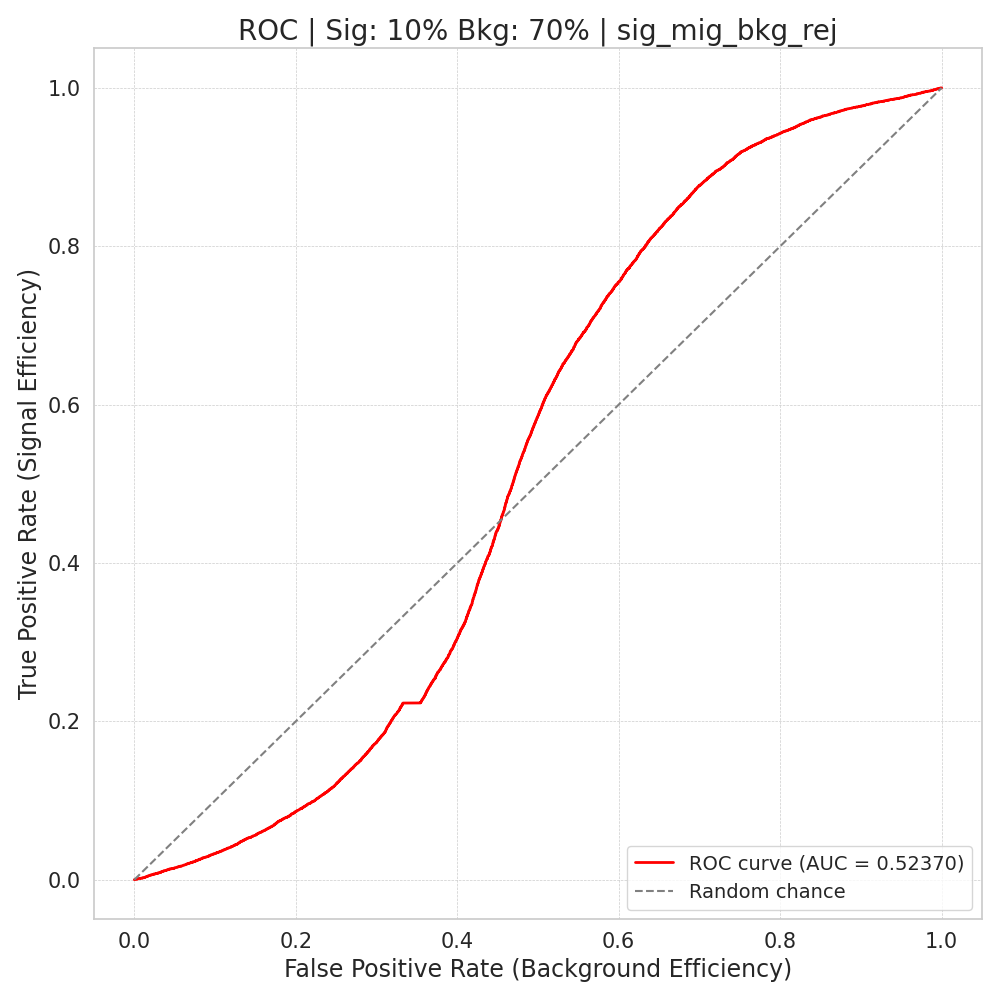 ROC | Sig: 10% Bkg: 70% | sig_mig_bkg_rej
True Positive Rate (Signal Efficiency)
1.0
0.8
0.6
0.4
0.2
0.0
ROC curve (AUC = 0.52370)
Random chance
0.0 0.2 0.4 0.6 0.8 1.0
False Positive Rate (Background Efficiency)